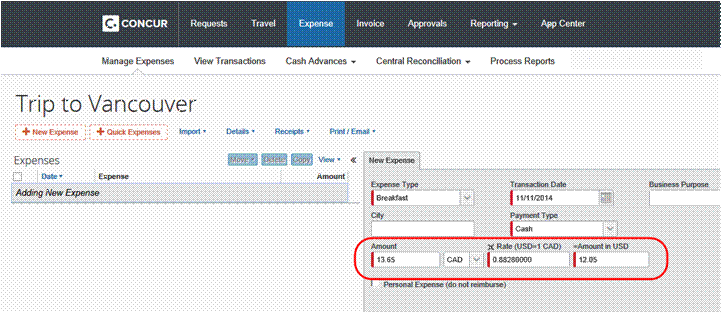 C. CONCUR Requests Travel Expense Invoice Approvals Reporting App Center
Manage Expenses View Transactions Cash Advances Central Reconciliation Process Reports
Trip to Vancouver
+ New Expense + Quick Expenses Import Details Receipts Print / Email
Expenses Move Delete Copy View « New Expense
Date Expense Amount
Adding New Expense
Expense Type Transaction Date Business Purpose
Breakfast 11/11/2014
City Payment Type
Cash
Amount Rate (USD=1 CAD) =Amount in USD
13.65 CAD 0.88280000 12.05
Personal Expense (do not reimburse)